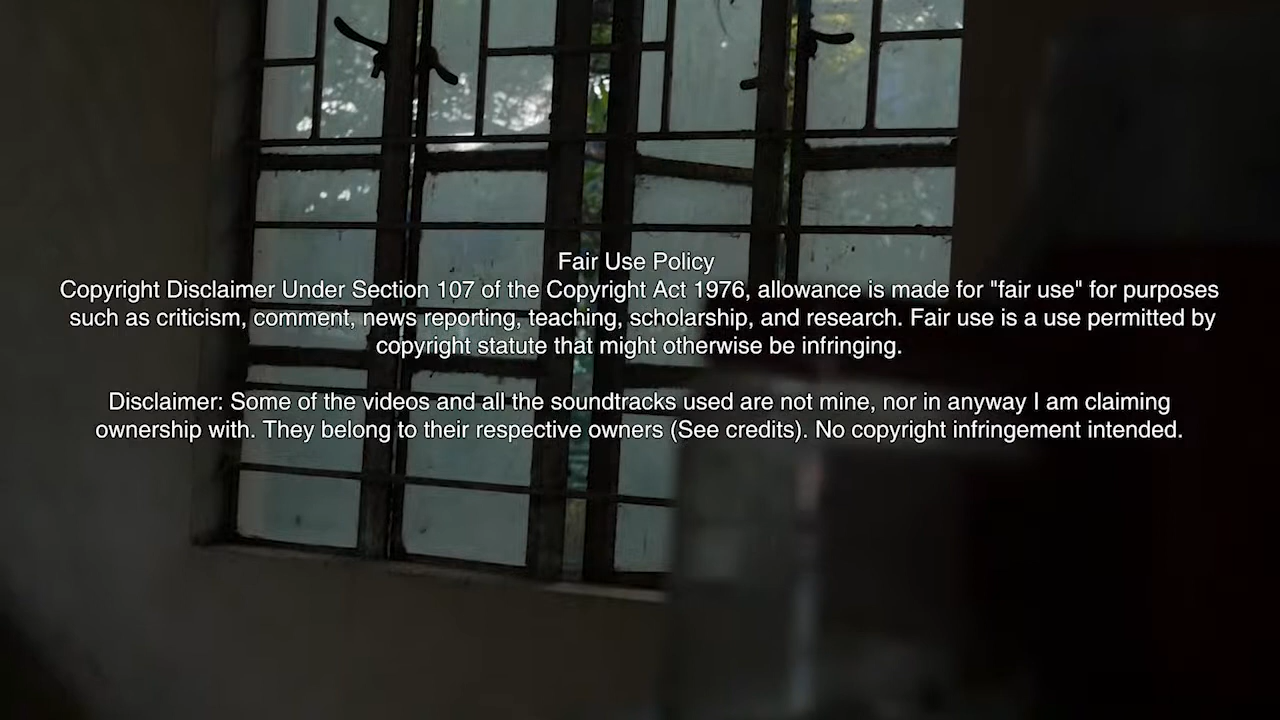 Fair Use Policy
Copyright Disclaimer Under Section 107 of the Copyright Act 1976, allowance is made for "fair use" for purposes
such as criticism, comment, news reporting, teaching, scholarship, and research. Fair use is a use permitted by
copyright statute that might otherwise be infringing.
Disclaimer: Some of the videos and all the soundtracks used are not mine, nor in anyway I am claiming
ownership with. They belong to their respective owners (See credits). No copyright infringement intended.